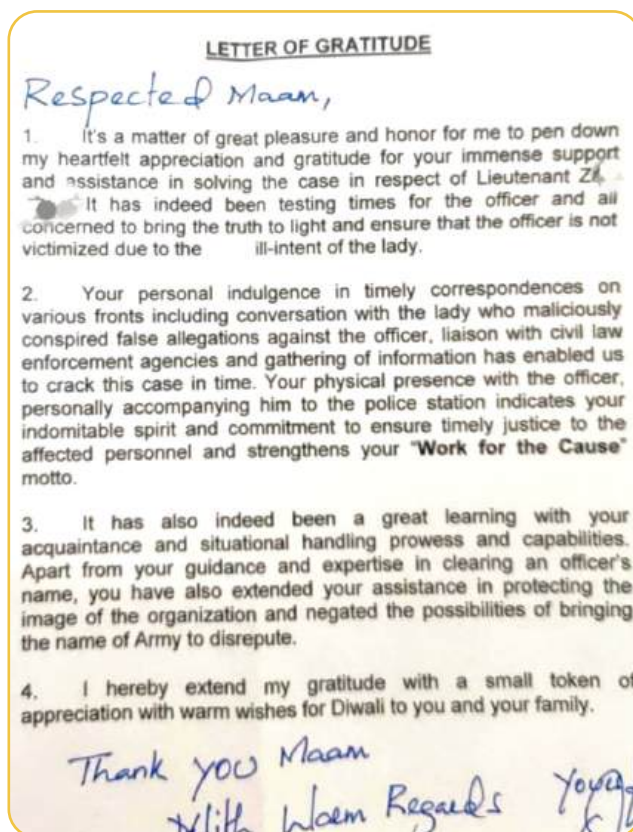 LETTER OF GRATITUDE
Respected Maam,
1. It's a matter of great pleasure and honor for me to pen down
my heartfelt appreciation and gratitude for your immense support
and assistance in solving the case in respect of Lieutenant
It has indeed been testing times for the officer and all
concerned to bring the truth to light and ensure that the officer is not
victimized due to the ill-intent of the lady.
2. Your personal indulgence in timely correspondences on
various fronts including conversation with the lady who maliciously
conspired false allegations against the officer, liaison with civil law
enforcement agencies and gathering of information has enabled us
to crack this case in time. Your physical presence with the officer,
personally accompanying him to the police station indicates your
indomitable spirit and commitment to ensure timely justice to the
affected personnel and strengthens your "Work for the Cause"
motto.
3. It has also indeed been a great learning with your
acquaintance and situational handling prowess and capabilities.
Apart from your guidance and expertise in clearing an officer's
name, you have also extended your assistance in protecting the
image of the organization and negated the possibilities of bringing
the name of Army to disrepute.
4. I hereby extend my gratitude with a small token of
appreciation with warm wishes for Diwali to you and your family.
Thank you Maam
With Warm Regards